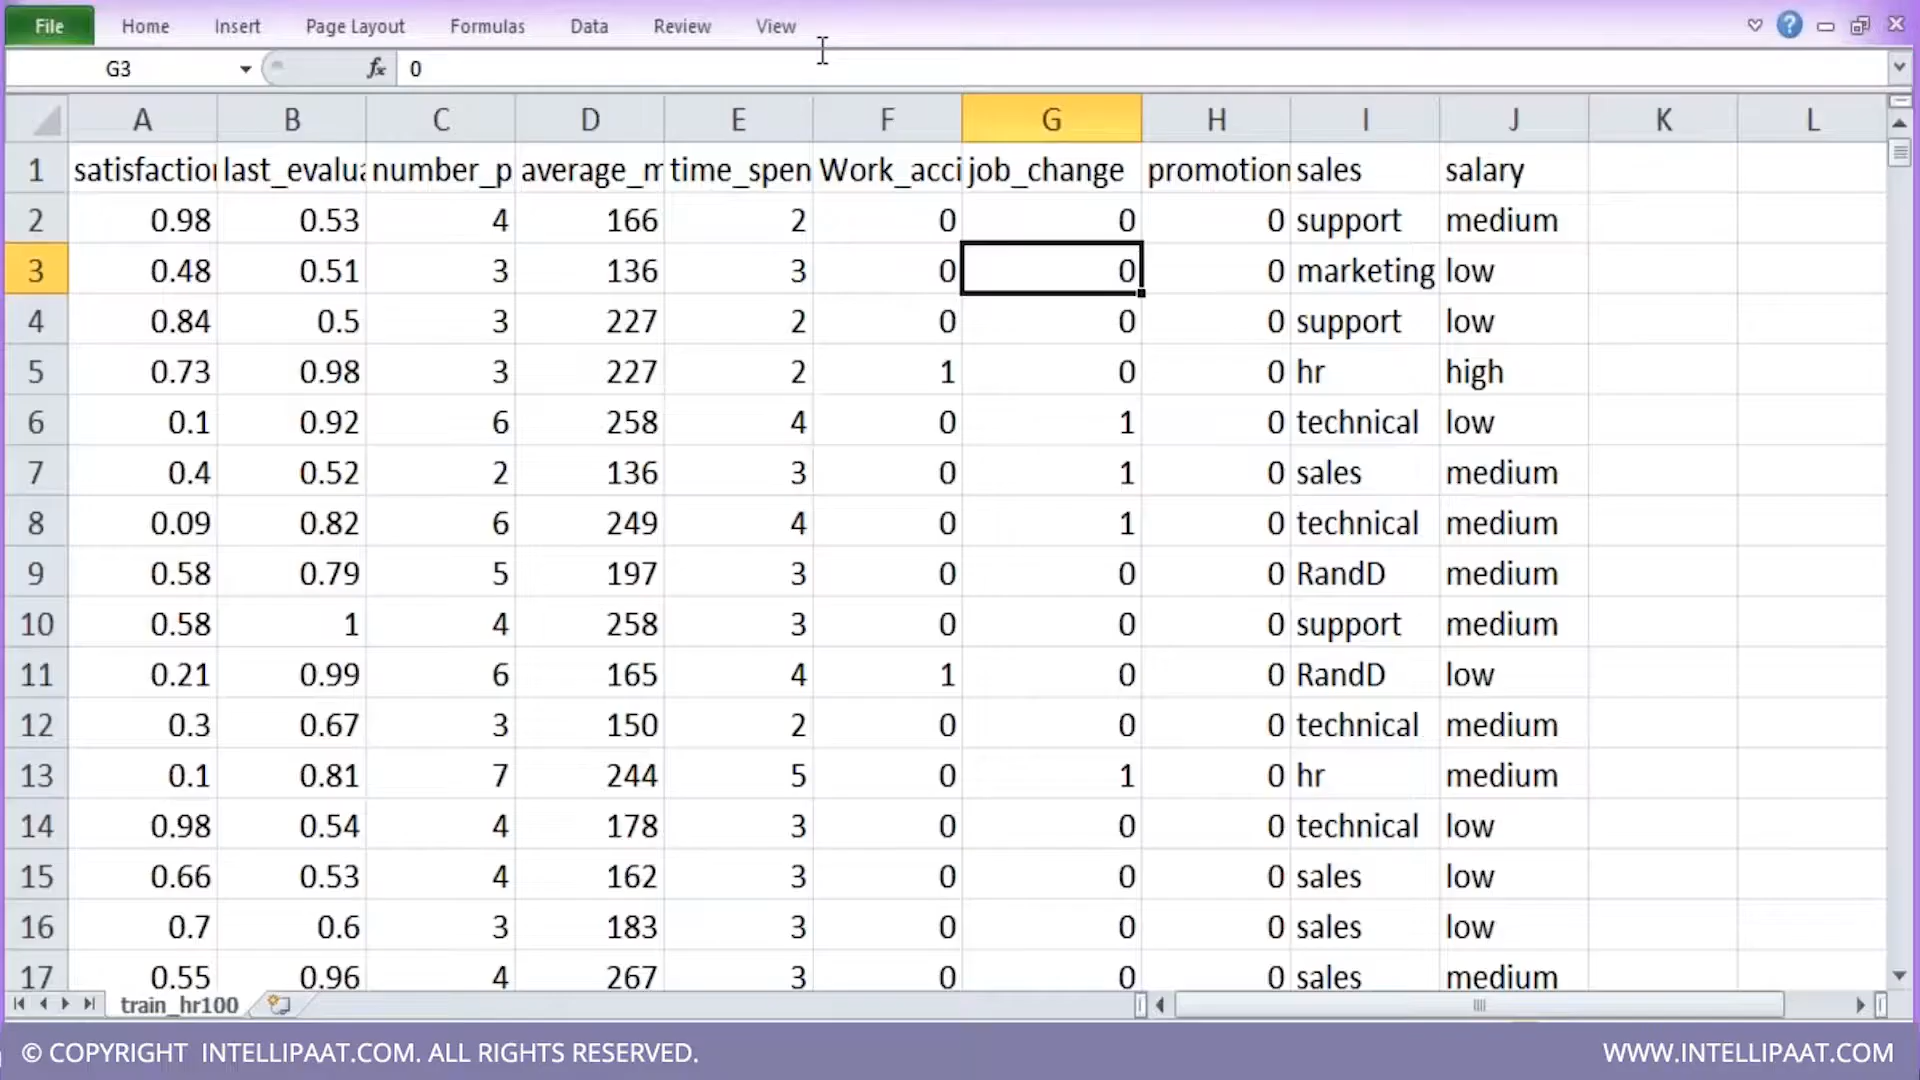 File Home Insert Page Layout Formulas Data Review View
G3 fx 0
A B C D E F G H I J K L
1 satisfaction last_evalua number_p average_m time_spen Work_acci job_change promotion sales salary
2 0.98 0.53 4 166 2 0 0 0 support medium
3 0.48 0.51 3 136 3 0 0 0 marketing low
4 0.84 0.5 3 227 2 0 0 0 support low
5 0.73 0.98 3 227 2 1 0 0 hr high
6 0.1 0.92 6 258 4 0 1 0 technical low
7 0.4 0.52 2 136 3 0 1 0 sales medium
8 0.09 0.82 6 249 4 0 1 0 technical medium
9 0.58 0.79 5 197 3 0 0 0 RandD medium
10 0.58 1 4 258 3 0 0 0 support medium
11 0.21 0.99 6 165 4 1 0 0 RandD low
12 0.3 0.67 3 150 2 0 0 0 technical medium
13 0.1 0.81 7 244 5 0 1 0 hr medium
14 0.98 0.54 4 178 3 0 0 0 technical low
15 0.66 0.53 4 162 3 0 0 0 sales low
16 0.7 0.6 3 183 3 0 0 0 sales low
17 0.55 0.96 4 267 3 0 0 0 sales medium
train_hr100
© COPYRIGHT INTELLIPAAT.COM. ALL RIGHTS RESERVED. WWW.INTELLIPAAT.COM